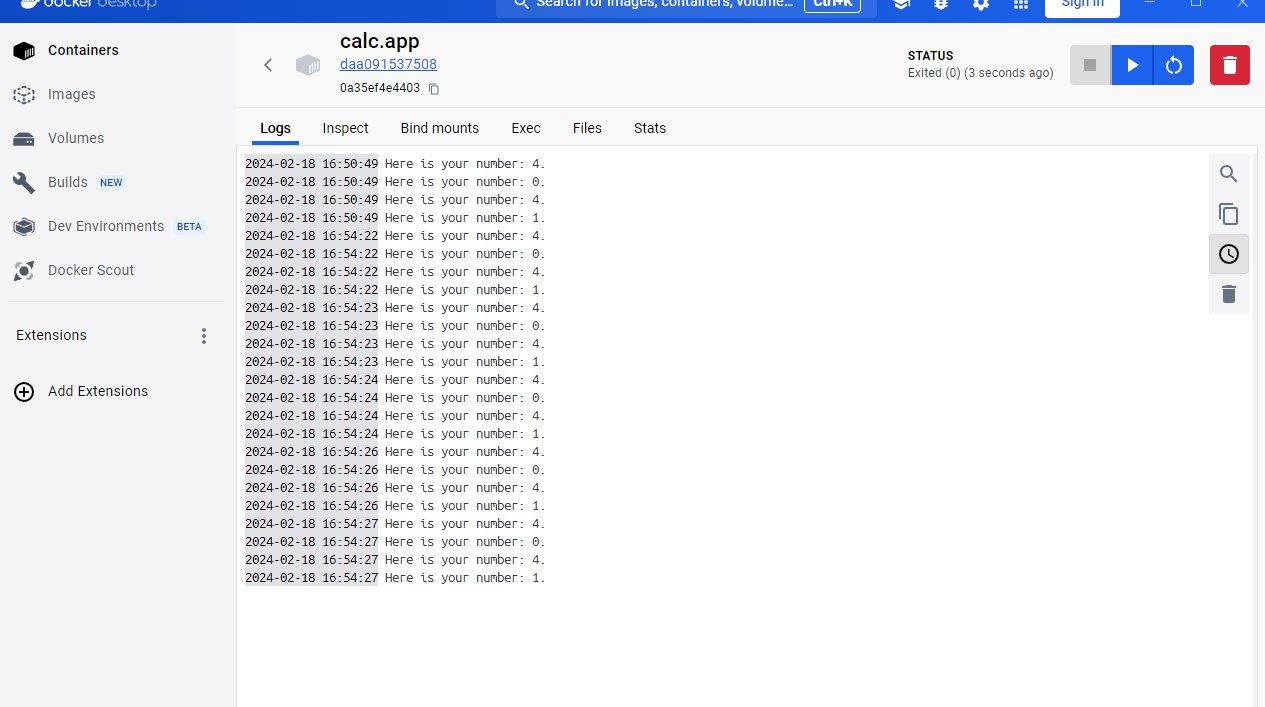 docker desktop
Search for images, containers, volume...
Ctrl+K
Sign in
Containers
Images
Volumes
Builds NEW
Dev Environments BETA
Docker Scout
Extensions
Add Extensions
calc.app
daa091537508
0a35ef4e4403
STATUS
Exited (0) (3 seconds ago)
Logs Inspect Bind mounts Exec Files Stats
2024-02-18 16:50:49 Here is your number: 4.
2024-02-18 16:50:49 Here is your number: 0.
2024-02-18 16:50:49 Here is your number: 4.
2024-02-18 16:50:49 Here is your number: 1.
2024-02-18 16:54:22 Here is your number: 4.
2024-02-18 16:54:22 Here is your number: 0.
2024-02-18 16:54:22 Here is your number: 4.
2024-02-18 16:54:22 Here is your number: 1.
2024-02-18 16:54:23 Here is your number: 4.
2024-02-18 16:54:23 Here is your number: 0.
2024-02-18 16:54:23 Here is your number: 4.
2024-02-18 16:54:23 Here is your number: 1.
2024-02-18 16:54:24 Here is your number: 4.
2024-02-18 16:54:24 Here is your number: 0.
2024-02-18 16:54:24 Here is your number: 4.
2024-02-18 16:54:24 Here is your number: 1.
2024-02-18 16:54:26 Here is your number: 4.
2024-02-18 16:54:26 Here is your number: 0.
2024-02-18 16:54:26 Here is your number: 4.
2024-02-18 16:54:26 Here is your number: 1.
2024-02-18 16:54:27 Here is your number: 4.
2024-02-18 16:54:27 Here is your number: 0.
2024-02-18 16:54:27 Here is your number: 4.
2024-02-18 16:54:27 Here is your number: 1.